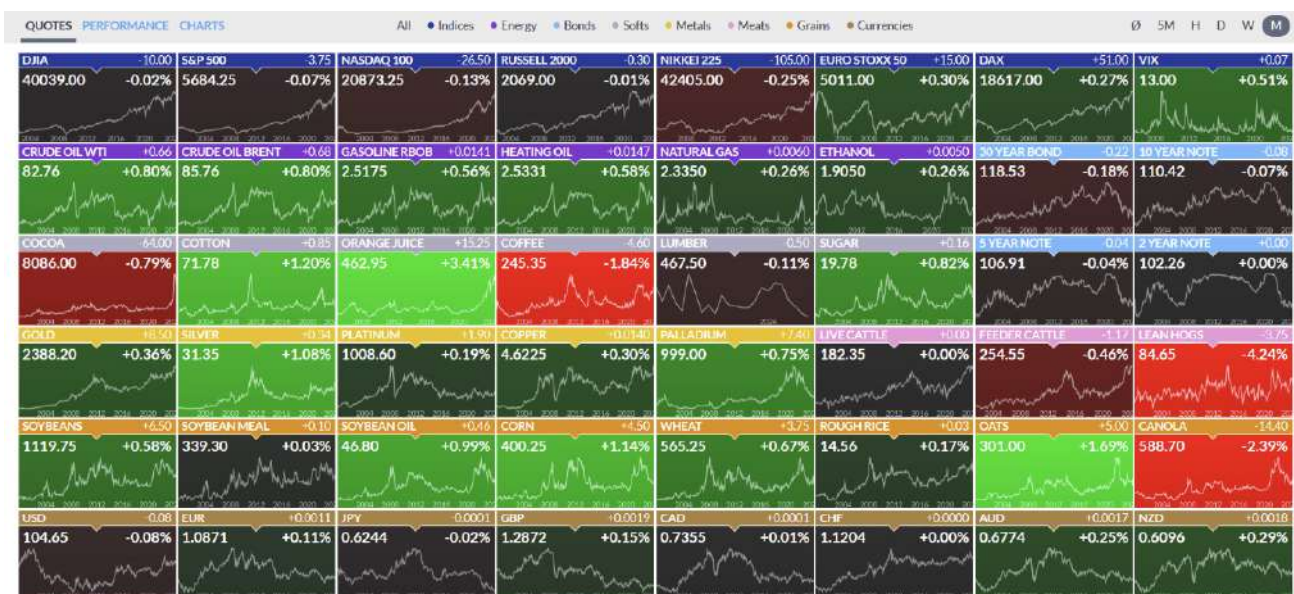 QUOTES PERFORMANCE CHARTS All Indices Energy Bonds Softs Metals Meats Grains Currencies Ø 5M H D W M
DJIA -10.00 S&P 500 -3.75 NASDAQ 100 -26.50 RUSSELL 2000 -0.30 NIKKEI 225 -105.00 EURO STOXX 50 +15.00 DAX +51.00 VIX +0.07
40039.00 -0.02% 5684.25 -0.07% 20873.25 -0.13% 2069.00 -0.01% 42405.00 -0.25% 5011.00 +0.30% 18617.00 +0.27% 13.00 +0.51%
CRUDE OIL WTI +0.66 CRUDE OIL BRENT +0.68 GASOLINE RBOB +0.0141 HEATING OIL +0.0147 NATURAL GAS +0.0060 ETHANOL +0.0050 30 YEAR BOND -0.22 10 YEAR NOTE -0.08
82.76 +0.80% 85.76 +0.80% 2.5175 +0.56% 2.5331 +0.58% 2.3350 +0.26% 1.9050 +0.26% 118.53 -0.18% 110.42 -0.07%
COCOA -64.00 COTTON +0.85 ORANGE JUICE +15.25 COFFEE -4.60 LUMBER -0.50 SUGAR +0.16 5 YEAR NOTE -0.04 2 YEAR NOTE +0.00
8086.00 -0.79% 71.78 +1.20% 462.95 +3.41% 245.35 -1.84% 467.50 -0.11% 19.78 +0.82% 106.91 -0.04% 102.26 +0.00%
GOLD +8.50 SILVER +0.34 PLATINUM +1.90 COPPER +0.0140 PALLADIUM +7.40 LIVE CATTLE +0.00 FEEDER CATTLE -1.17 LEAN HOGS -3.75
2388.20 +0.36% 31.35 +1.08% 1008.60 +0.19% 4.6225 +0.30% 999.00 +0.75% 182.35 +0.00% 254.55 -0.46% 84.65 -4.24%
SOYBEANS +6.50 SOYBEAN MEAL +0.10 SOYBEAN OIL +0.46 CORN +4.50 WHEAT +3.75 ROUGH RICE +0.03 OATS +5.00 CANOLA -14.40
1119.75 +0.58% 339.30 +0.03% 46.80 +0.99% 400.25 +1.14% 565.25 +0.67% 14.56 +0.17% 301.00 +1.69% 588.70 -2.39%
USD -0.08 EUR +0.0011 JPY -0.0001 GBP +0.0019 CAD +0.0001 CHF +0.0000 AUD +0.0017 NZD +0.0018
104.65 -0.08% 1.0871 +0.11% 0.6244 -0.02% 1.2872 +0.15% 0.7355 +0.01% 1.1204 +0.00% 0.6774 +0.25% 0.6096 +0.29%